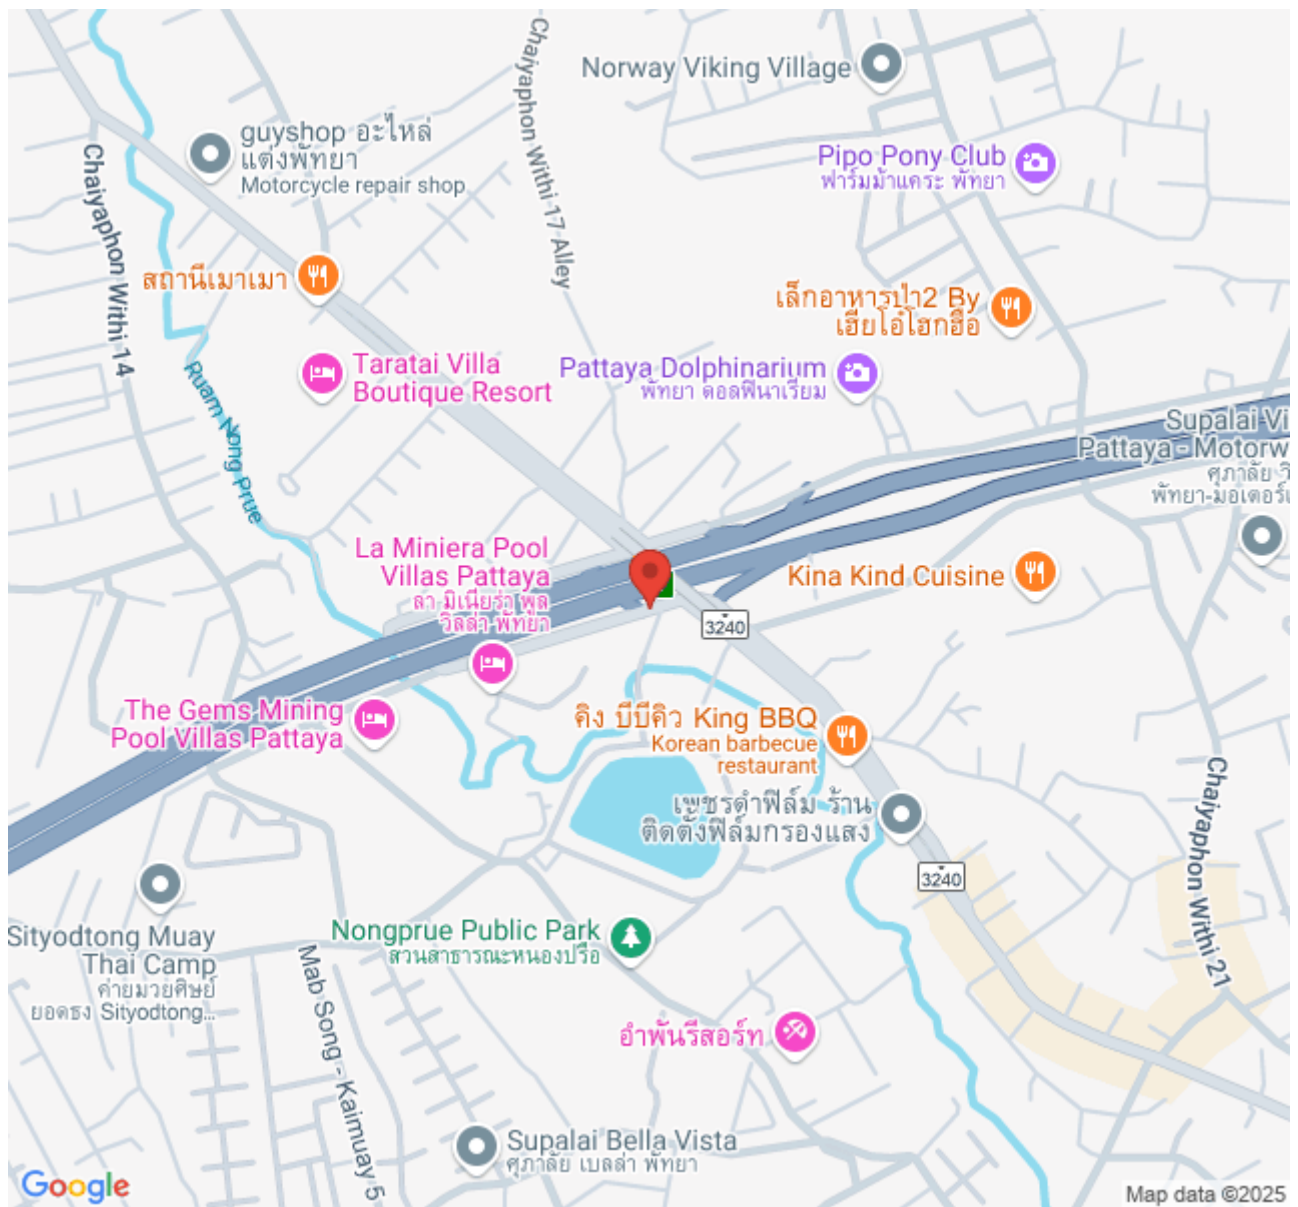 Norway Viking Village
Chaiyaphon Withi 17 Alley
guyshop อะไหล่
แต่งพัทยา
Motorcycle repair shop
Pipo Pony Club
ฟาร์มม้าแคระ พัทยา
Chaiyaphon Withi 14
สถานีเมาเมา
เล็กอาหารป่า2 By
เฮียโอ๋โฮกฮือ
Taratai Villa
Boutique Resort
Pattaya Dolphinarium
พัทยา ดอลฟินาเรียม
Ruam Nong Prue
Supalai Vi
Pattaya - Motorw
ศุภาลัย วิ
พัทยา-มอเตอร์เ
La Miniera Pool
Villas Pattaya
ลา มิเนียร่า พูล
วิลล่า พัทยา
Kina Kind Cuisine
3240
The Gems Mining
Pool Villas Pattaya
คิง บีบีคิว King BBQ
Korean barbecue
restaurant
เพชรดำฟิล์ม ร้าน
ติดตั้งฟิล์มกรองแสง
Chaiyaphon Withi 21
3240
Sityodtong Muay
Thai Camp
ค่ายมวยศิษย์
ยอดธง Sityodtong...
Nongprue Public Park
สวนสาธารณะหนองปรือ
Mab Song - Kaimuay 5
อำพันรีสอร์ท
Supalai Bella Vista
ศุภาลัย เบลล่า พัทยา
Google
Map data ©2025